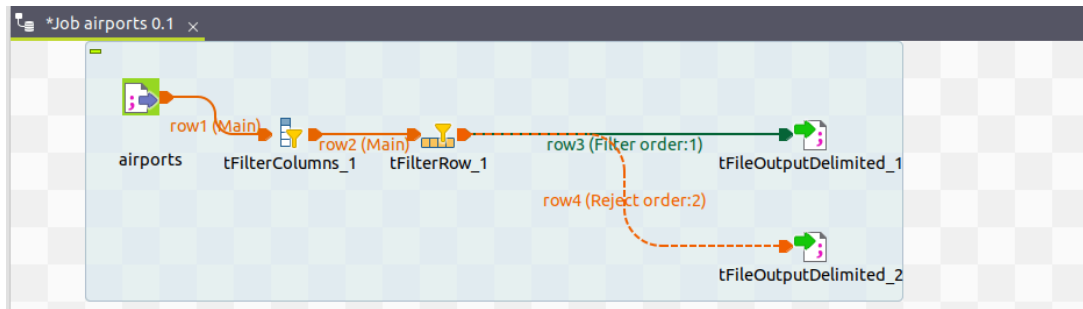 *Job airports 0.1
row1 (Main)
row2 (Main)
row3 (Filter order:1)
airports
tFilterColumns_1
tFilterRow_1
tFileOutputDelimited_1
row4 (Reject order:2)
tFileOutputDelimited_2